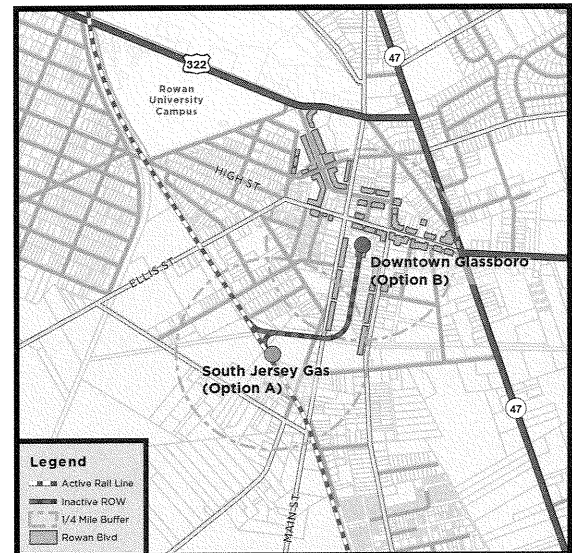 47
322
Rowan
University
Campus
HIGH ST
ELLIS ST
Downtown Glassboro
(Option B)
South Jersey Gas
(Option A)
47
MAIN ST
Legend
Active Rail Line
Inactive ROW
1/4 Mile Buffer
Rowan Blvd